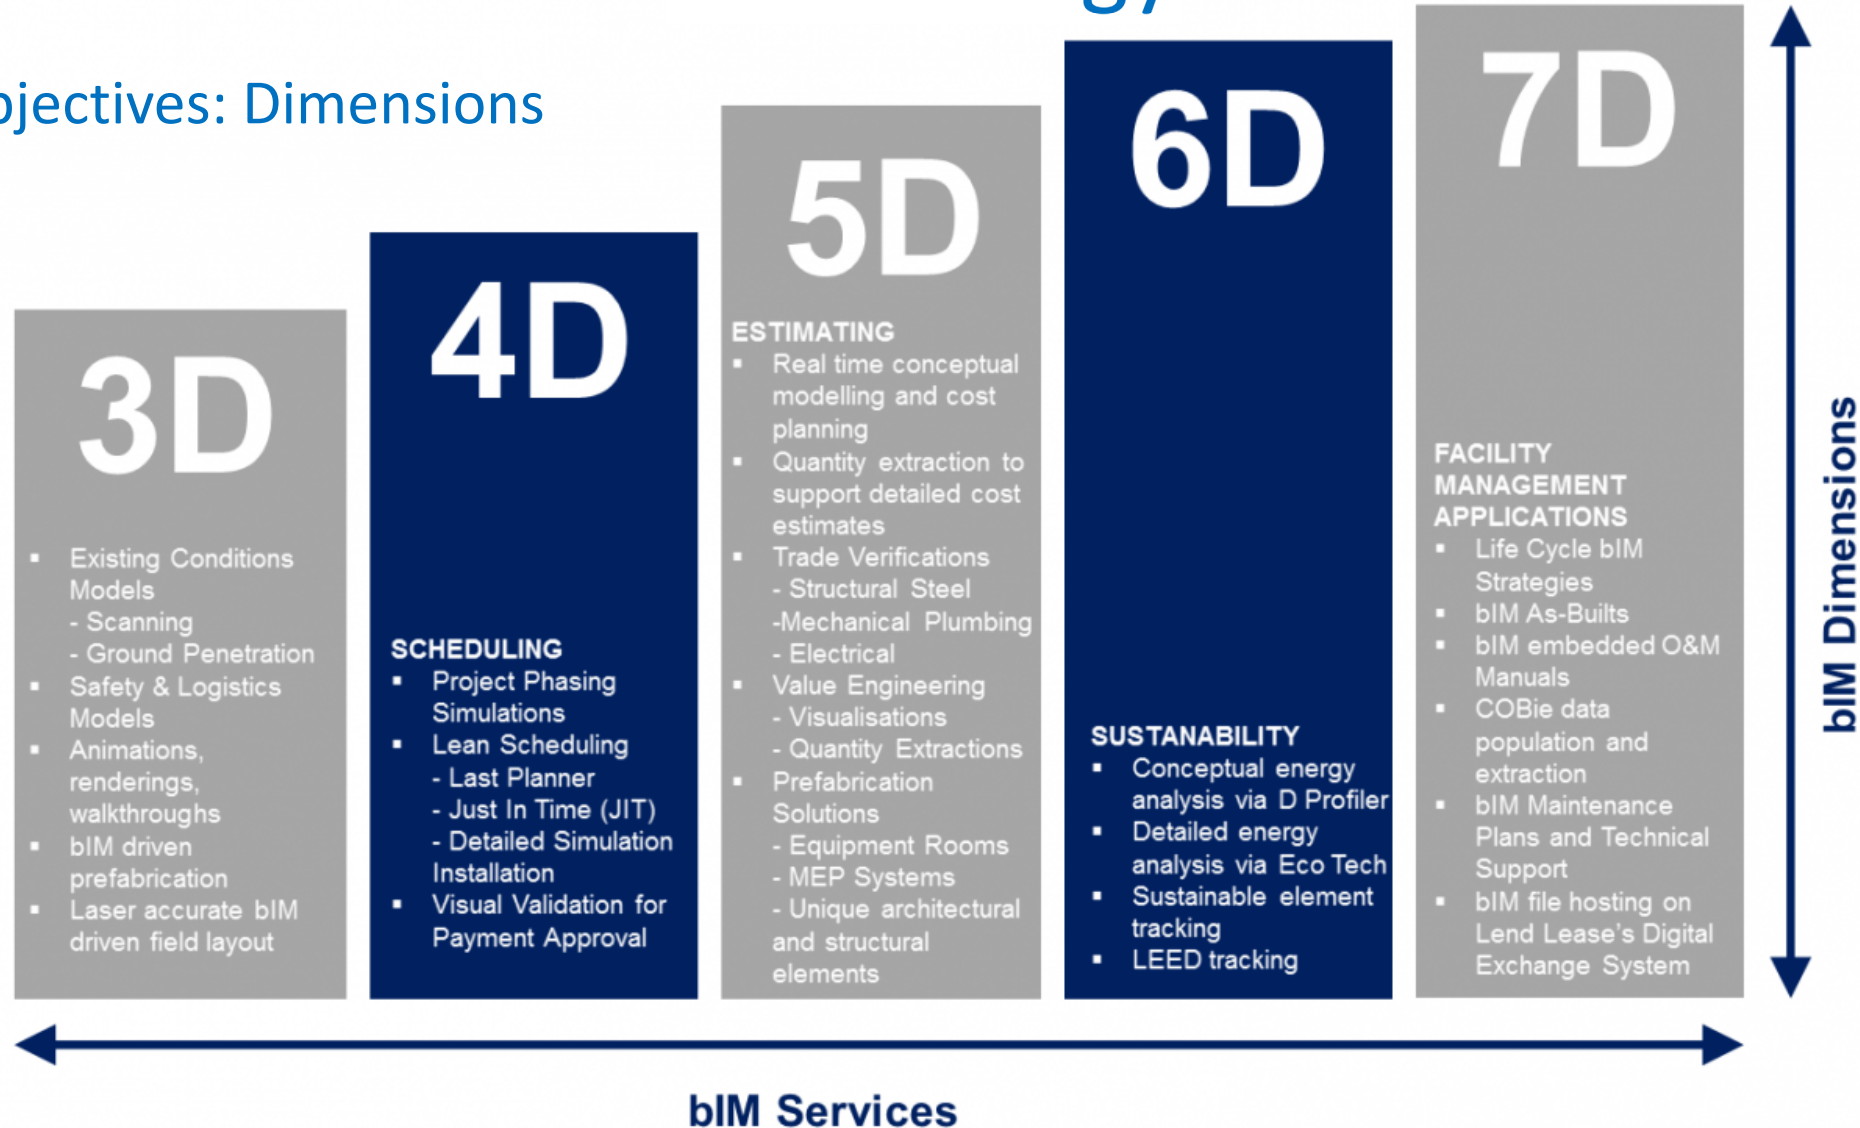 bjectives: Dimensions
3D
▪ Existing Conditions
Models
- Scanning
- Ground Penetration
▪ Safety & Logistics
Models
▪ Animations,
renderings,
walkthroughs
▪ bIM driven
prefabrication
▪ Laser accurate bIM
driven field layout
4D
SCHEDULING
▪ Project Phasing
Simulations
▪ Lean Scheduling
- Last Planner
- Just In Time (JIT)
- Detailed Simulation
Installation
▪ Visual Validation for
Payment Approval
5D
ESTIMATING
▪ Real time conceptual
modelling and cost
planning
▪ Quantity extraction to
support detailed cost
estimates
▪ Trade Verifications
- Structural Steel
-Mechanical Plumbing
- Electrical
▪ Value Engineering
- Visualisations
- Quantity Extractions
▪ Prefabrication
Solutions
- Equipment Rooms
- MEP Systems
- Unique architectural
and structural
elements
6D
SUSTANABILITY
▪ Conceptual energy
analysis via D Profiler
▪ Detailed energy
analysis via Eco Tech
▪ Sustainable element
tracking
▪ LEED tracking
7D
FACILITY
MANAGEMENT
APPLICATIONS
▪ Life Cycle bIM
Strategies
▪ bIM As-Builts
▪ bIM embedded O&M
Manuals
▪ COBie data
population and
extraction
▪ bIM Maintenance
Plans and Technical
Support
▪ bIM file hosting on
Lend Lease's Digital
Exchange System
bIM Dimensions
bIM Services